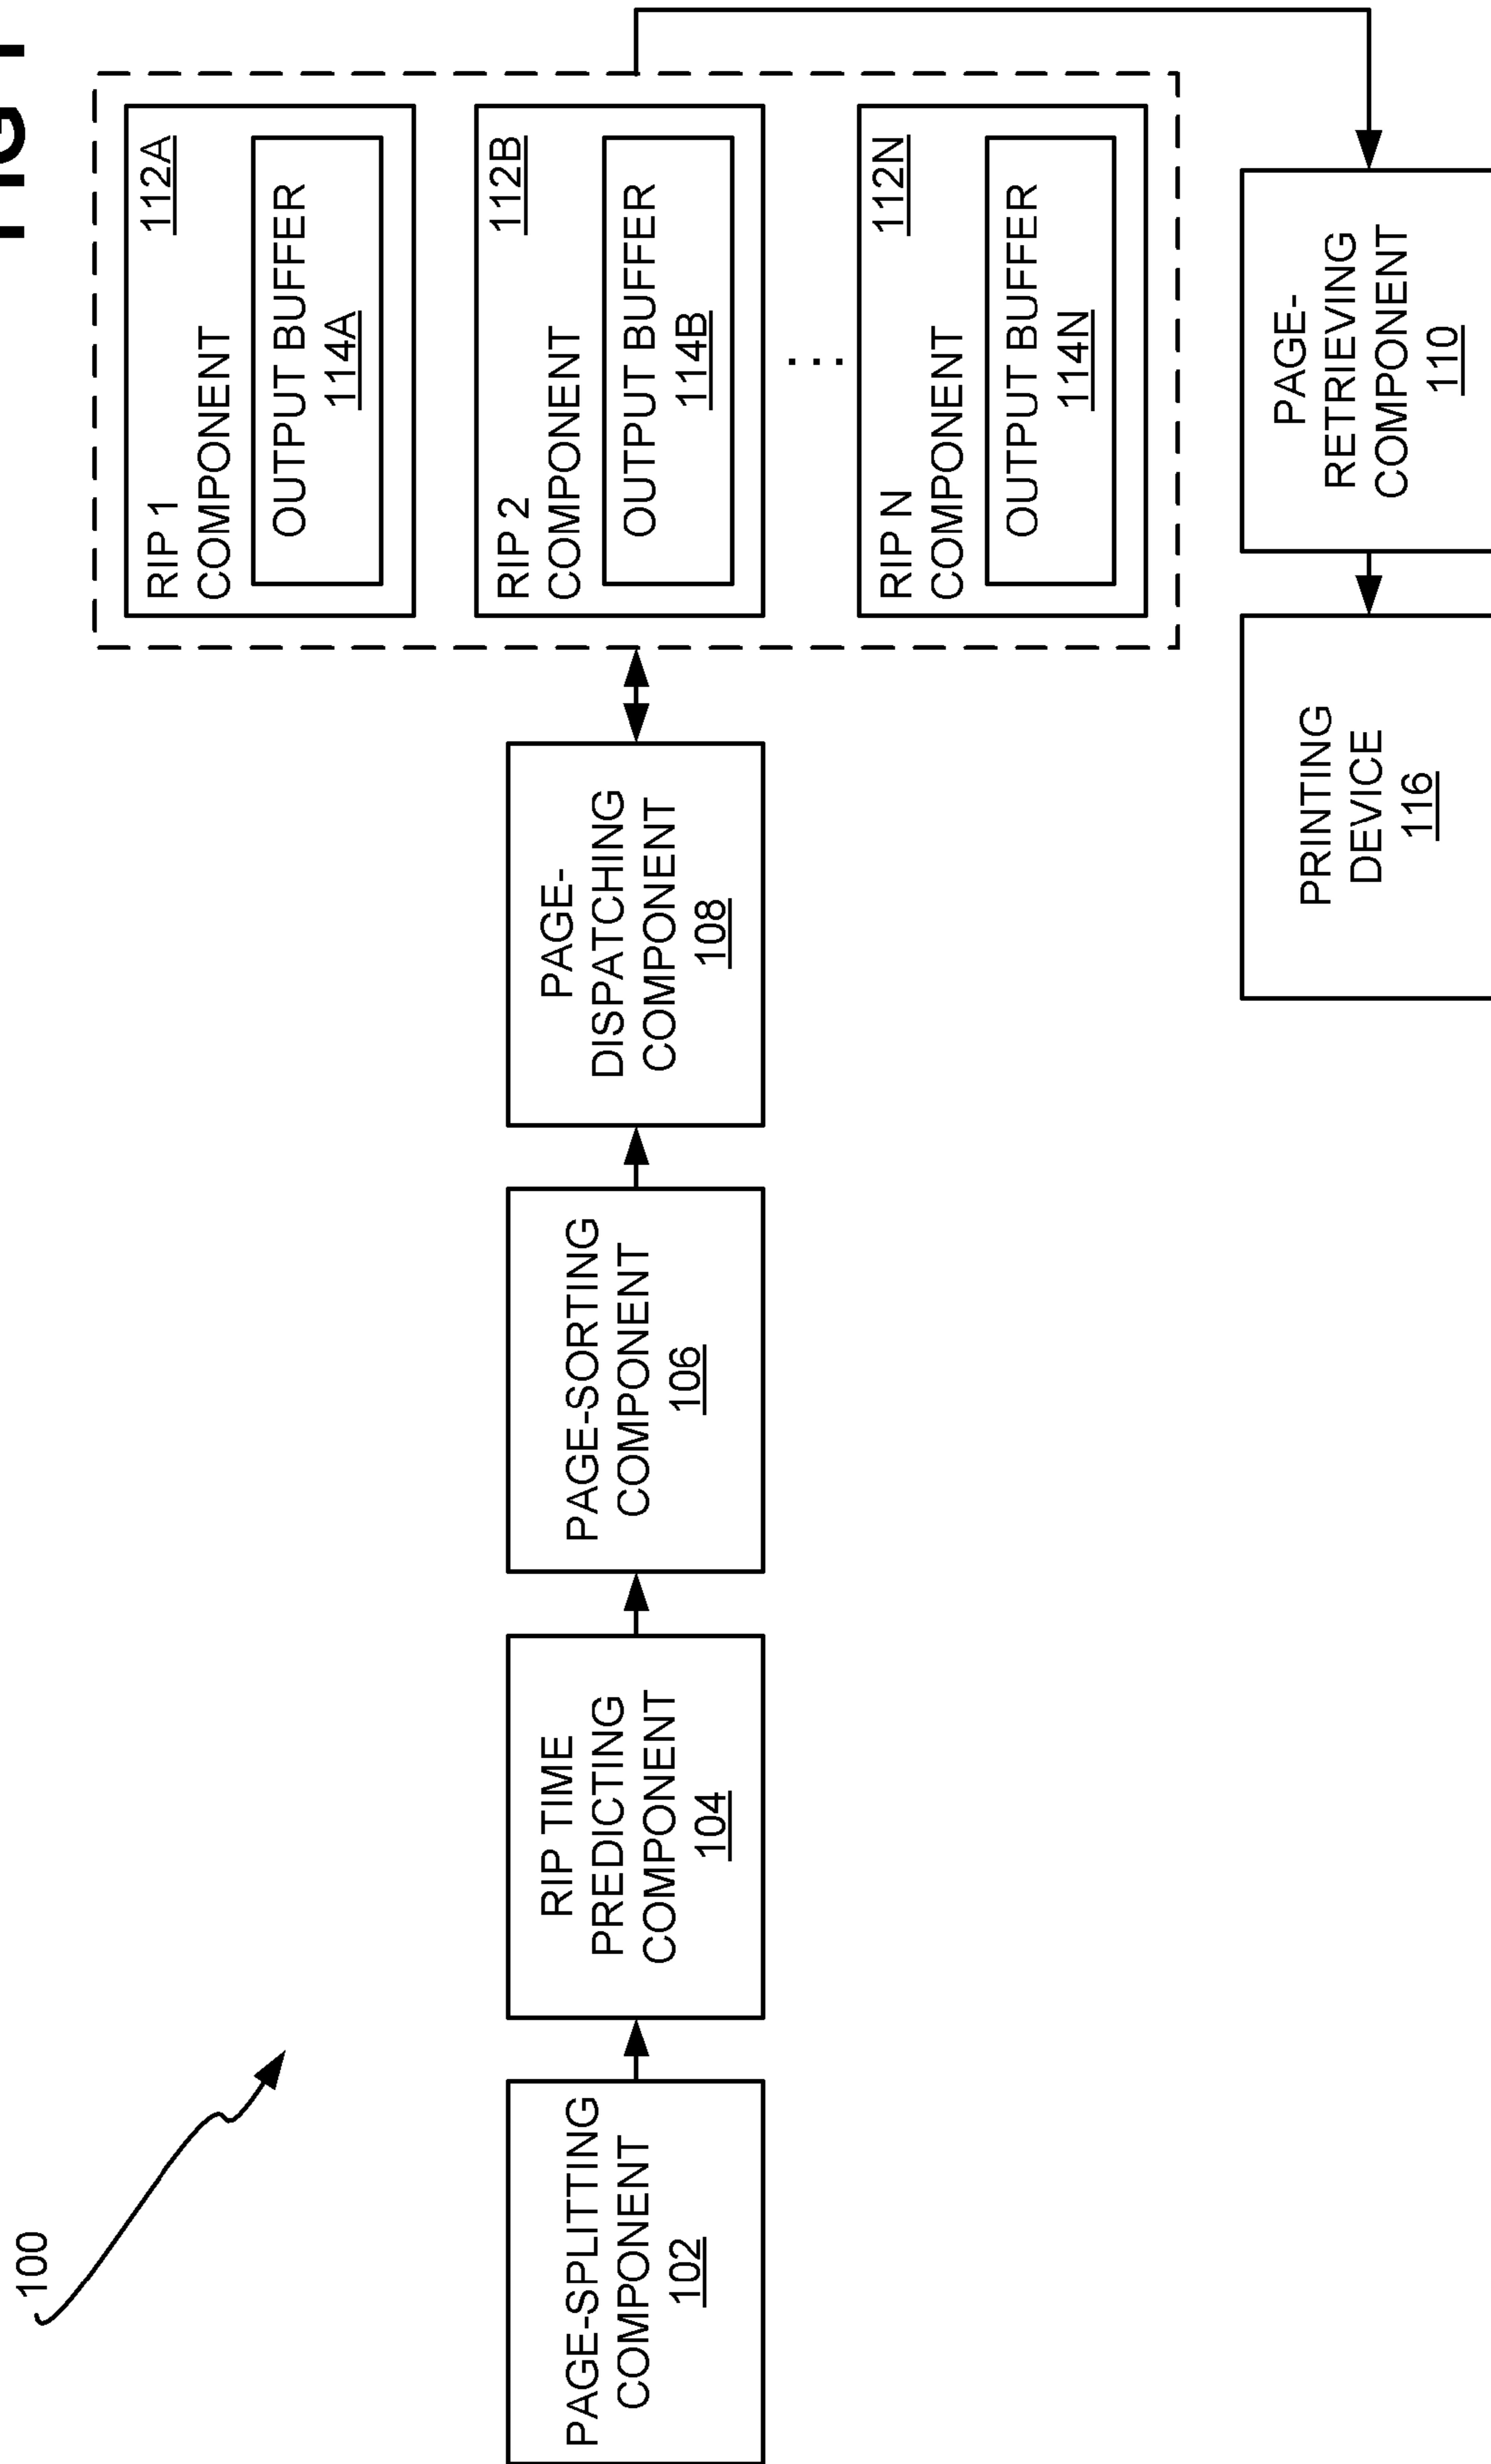 100
PAGE-SPLITTING
COMPONENT
102
RIP TIME
PREDICTING
COMPONENT
104
PAGE-SORTING
COMPONENT
106
PAGE-
DISPATCHING
COMPONENT
108
RIP 1
COMPONENT
112A
OUTPUT BUFFER
114A
RIP 2
COMPONENT
112B
OUTPUT BUFFER
114B
...
RIP N
COMPONENT
112N
OUTPUT BUFFER
114N
PRINTING
DEVICE
116
PAGE-
RETRIEVING
COMPONENT
110